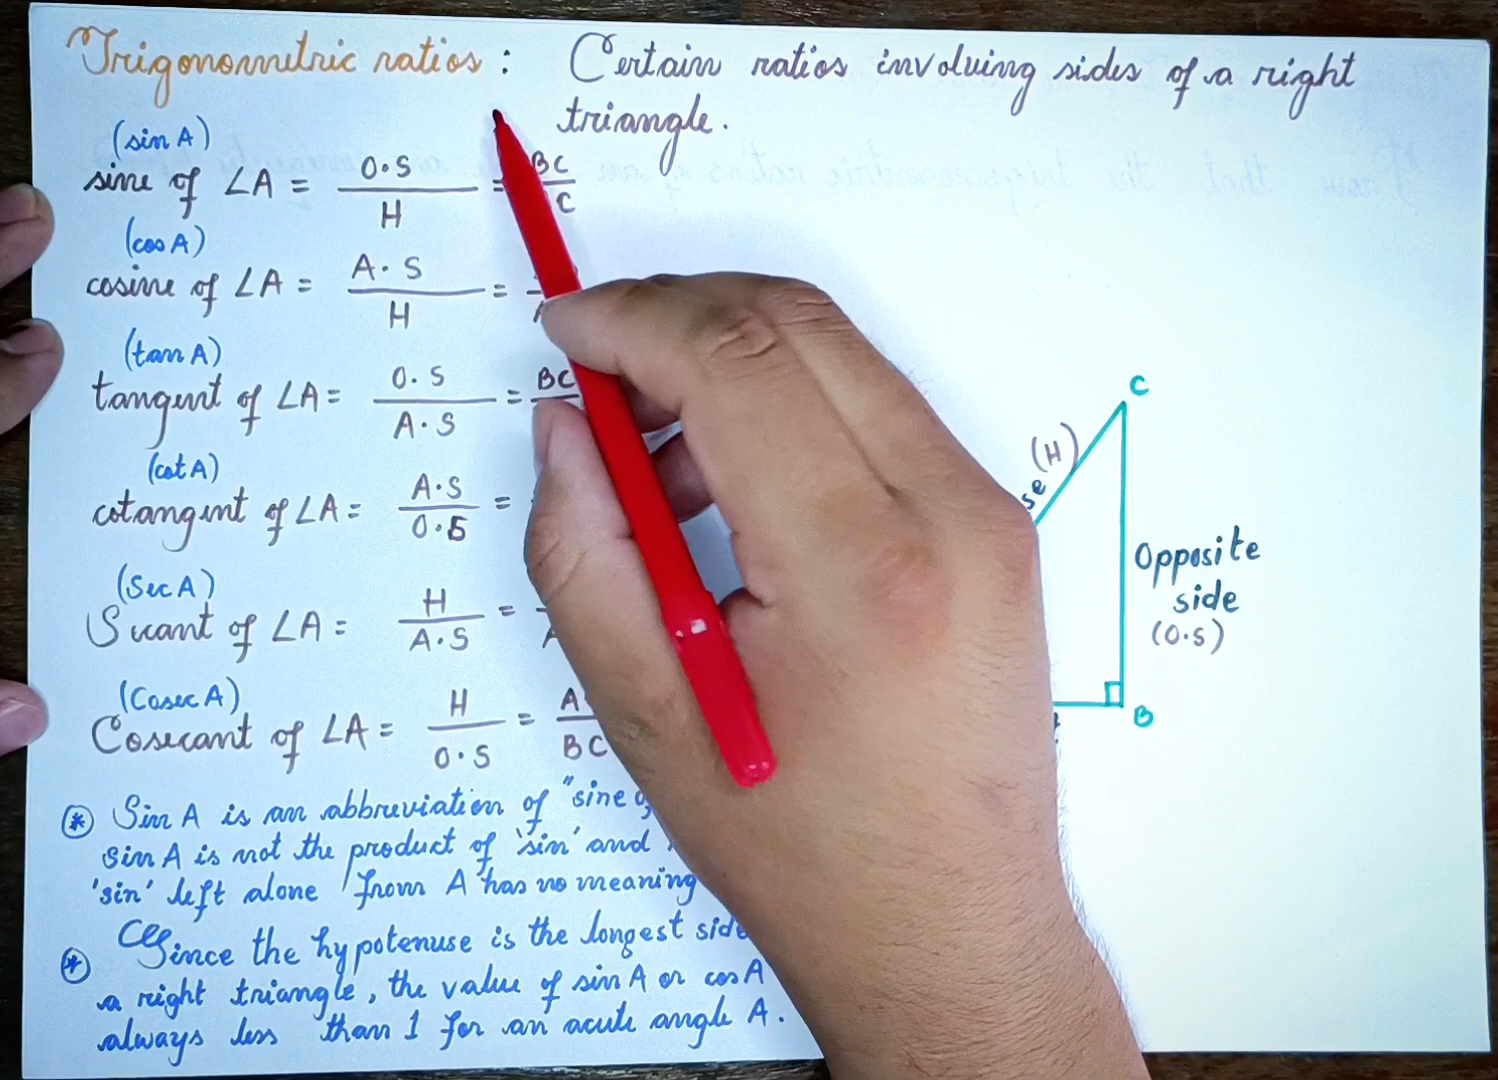 Trigonometric ratios : Certain ratios involving sides of a right
triangle.
(sin A)
sine of ∠A = O.S / H = BC / C
(cos A)
cosine of ∠A = A.S / H =
(tan A)
tangent of ∠A = O.S / A.S = BC
(cot A)
cotangent of ∠A = A.S / O.S =
(Sec A)
Secant of ∠A = H / A.S =
(Cosec A)
Cosecant of ∠A = H / O.S = A / BC
* Sin A is an abbreviation of "sine
sin A is not the product of 'sin' and
'sin' left alone from A has no meaning
* Since the hypotenuse is the longest side
a right triangle, the value of sin A or cos A
always less than 1 for an acute angle A.
C
(H)
se
Opposite
side
(O.S)
B